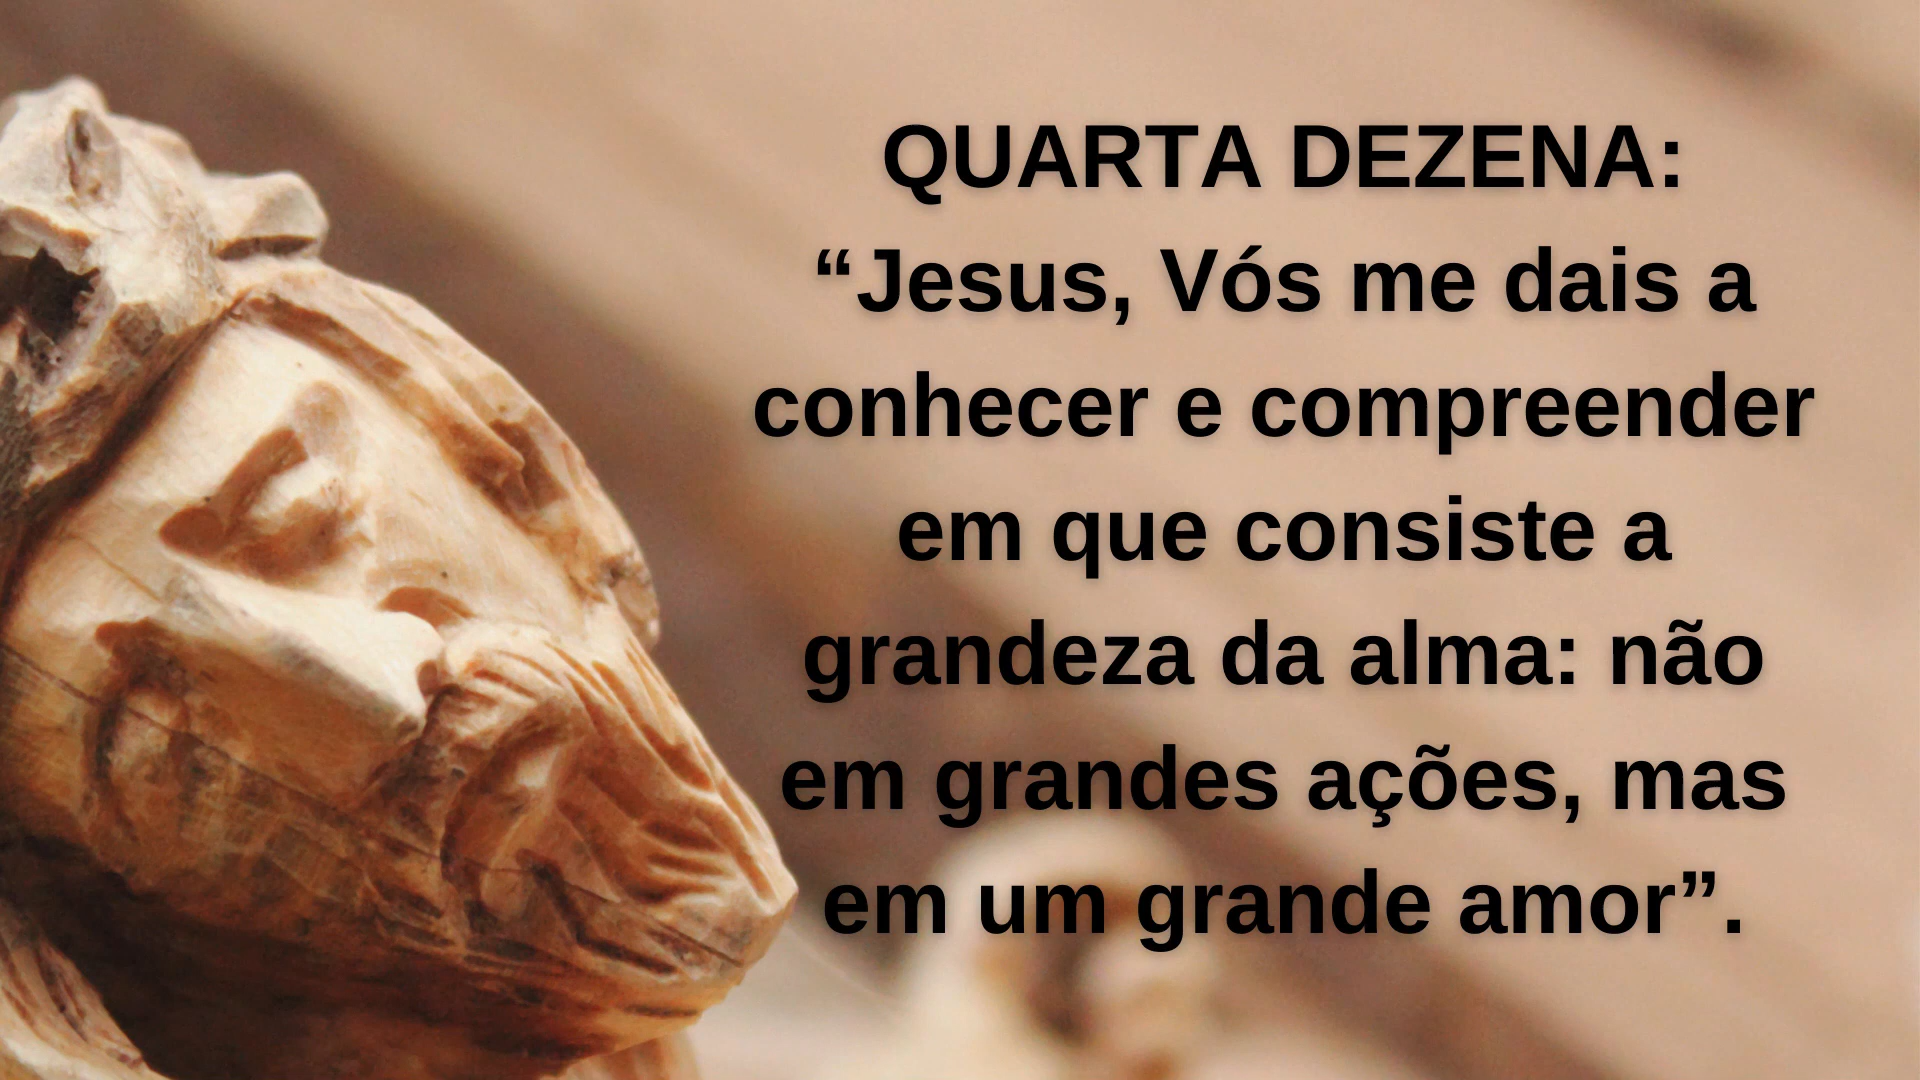 QUARTA DEZENA:
“Jesus, Vós me dais a
conhecer e compreender
em que consiste a
grandeza da alma: não
em grandes ações, mas
em um grande amor”.